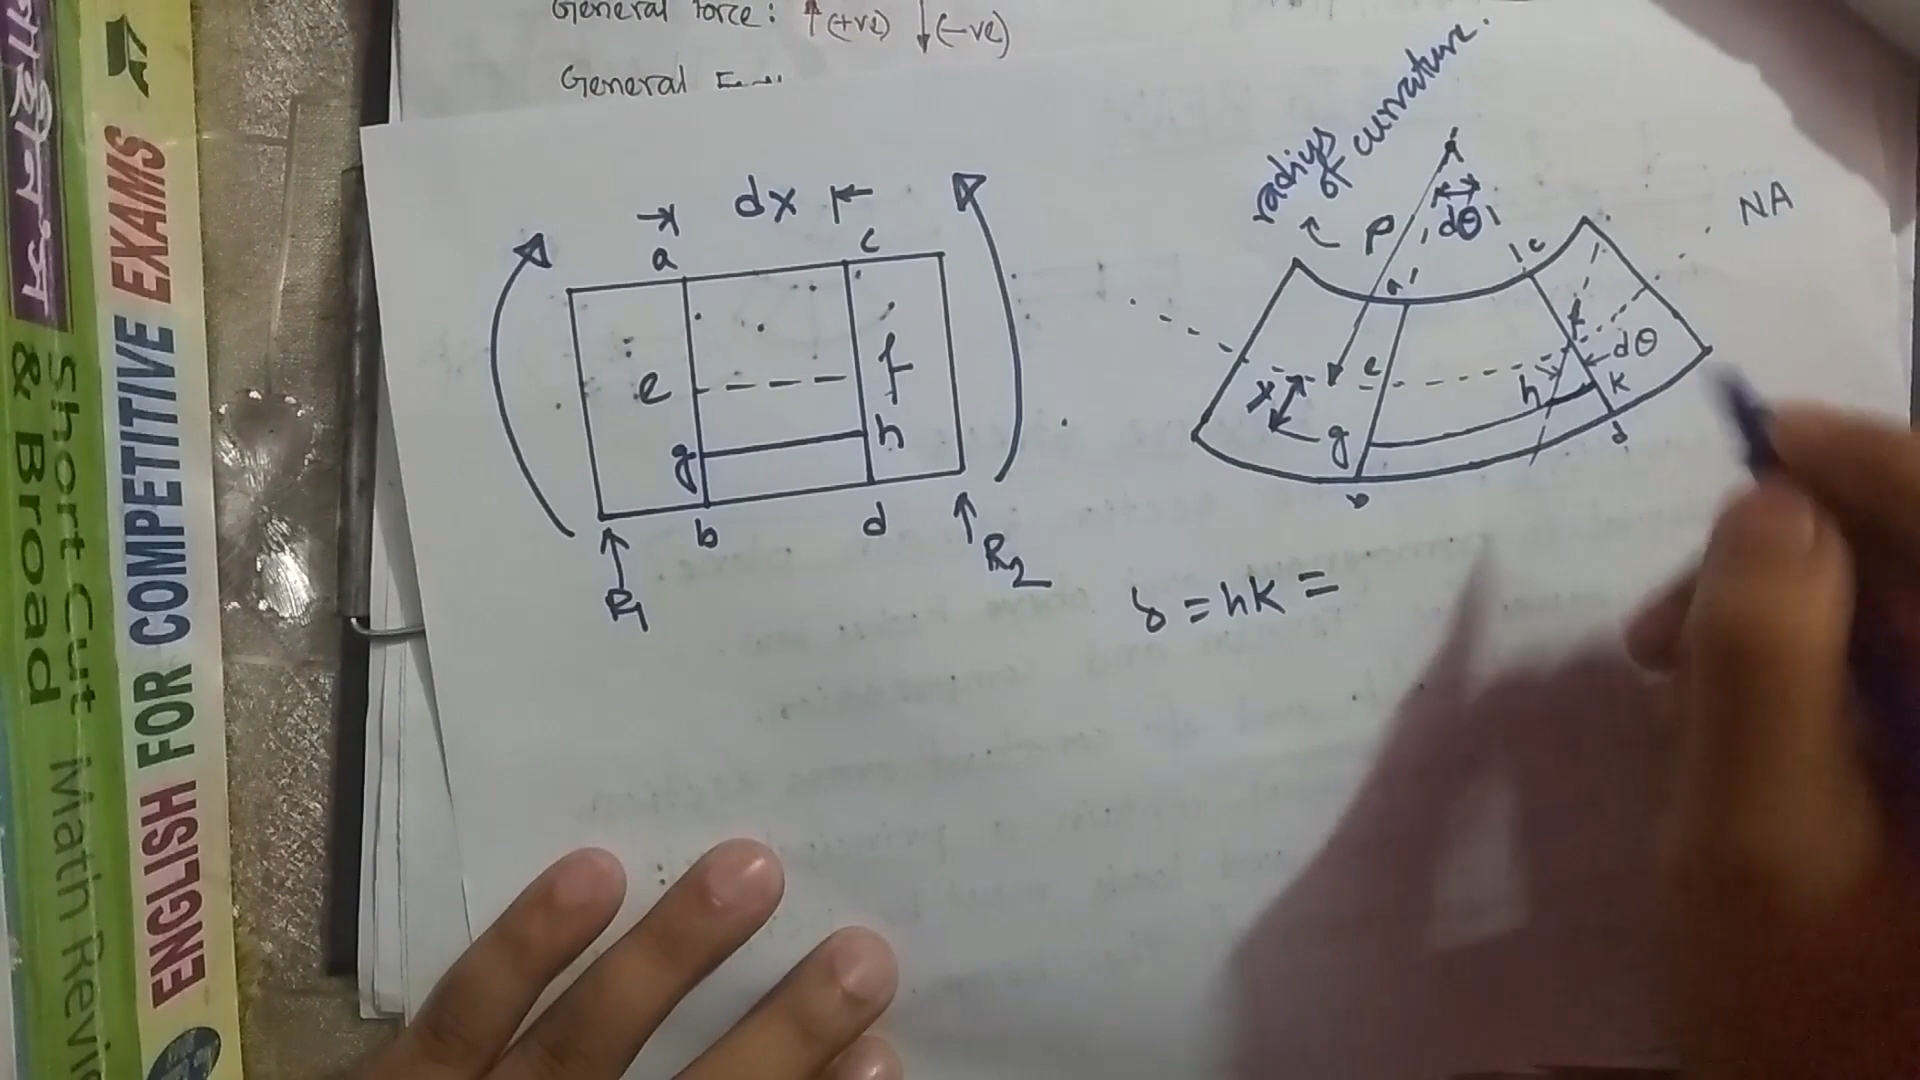 General force: ↑(+ve) ↓(-ve)
General
Short Cut Math Revi
& Broad
ENGLISH FOR COMPETITIVE EXAMS
dx
a
c
e
f
g
h
b
d
R1
R2
radius
of curvature.
ρ
dθ
NA
a
c
e
f
dθ
h
k
y
g
b
d
δ = hk =